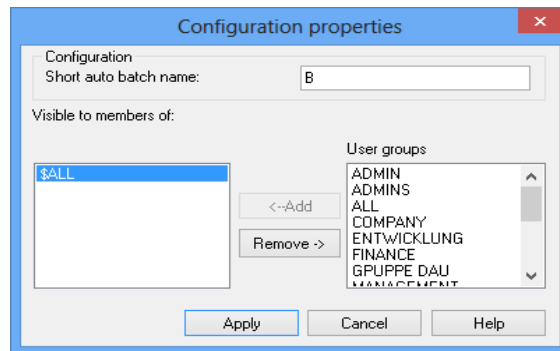 Configuration properties
Configuration
Short auto batch name:
B
Visible to members of:
User groups
$ALL
<--Add
Remove ->
ADMIN
ADMINS
ALL
COMPANY
ENTWICKLUNG
FINANCE
GPUPPE DAU
MANAGEMENT
Apply
Cancel
Help